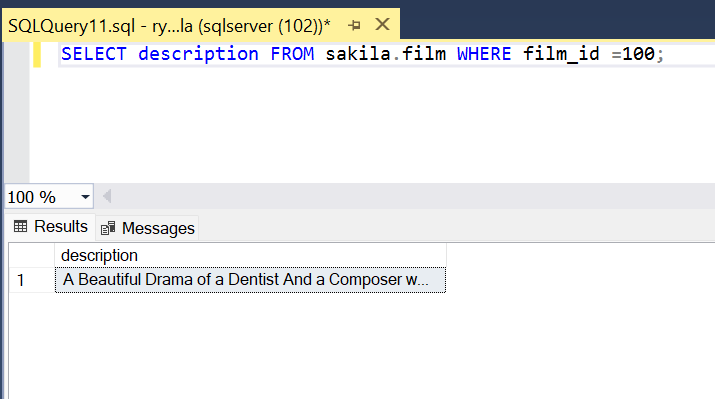 SQLQuery11.sql - ry...la (sqlserver (102))*
SELECT description FROM sakila.film WHERE film_id =100;
100 %
Results Messages
description
1 A Beautiful Drama of a Dentist And a Composer w...